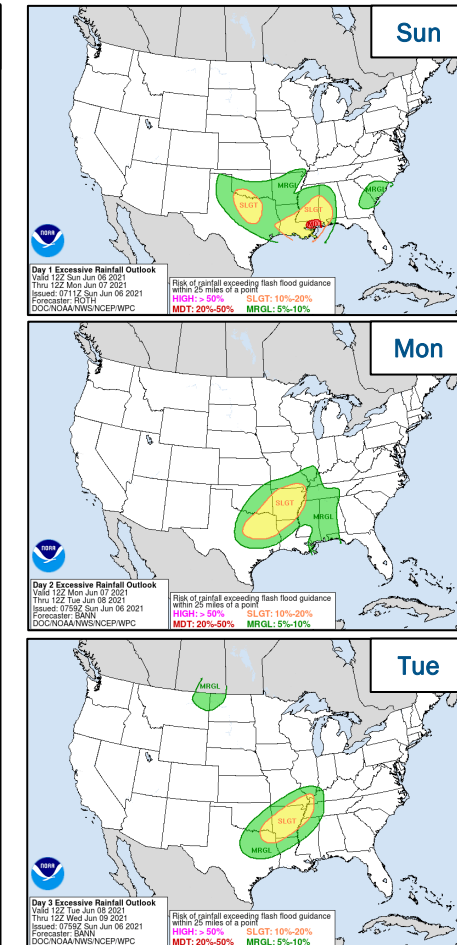 Sun
MRGL
SLGT
SLGT
MRGL
NOAA
Day 1 Excessive Rainfall Outlook
Valid 12Z Sun Jun 06 2021
Thru 12Z Mon Jun 07 2021
Issued: 0711Z Sun Jun 06 2021
Forecaster: ROTH
DOC/NOAA/NWS/NCEP/WPC
Risk of rainfall exceeding flash flood guidance
within 25 miles of a point
HIGH: > 50% SLGT: 10%-20%
MDT: 20%-50% MRGL: 5%-10%
Mon
SLGT
MRGL
NOAA
Day 2 Excessive Rainfall Outlook
Valid 12Z Mon Jun 07 2021
Thru 12Z Tue Jun 08 2021
Issued: 0759Z Sun Jun 06 2021
Forecaster: BANN
DOC/NOAA/NWS/NCEP/WPC
Risk of rainfall exceeding flash flood guidance
within 25 miles of a point
HIGH: > 50% SLGT: 10%-20%
MDT: 20%-50% MRGL: 5%-10%
Tue
MRGL
SLGT
MRGL
NOAA
Day 3 Excessive Rainfall Outlook
Valid 12Z Tue Jun 08 2021
Thru 12Z Wed Jun 09 2021
Issued: 0759Z Sun Jun 06 2021
Forecaster: BANN
DOC/NOAA/NWS/NCEP/WPC
Risk of rainfall exceeding flash flood guidance
within 25 miles of a point
HIGH: > 50% SLGT: 10%-20%
MDT: 20%-50% MRGL: 5%-10%